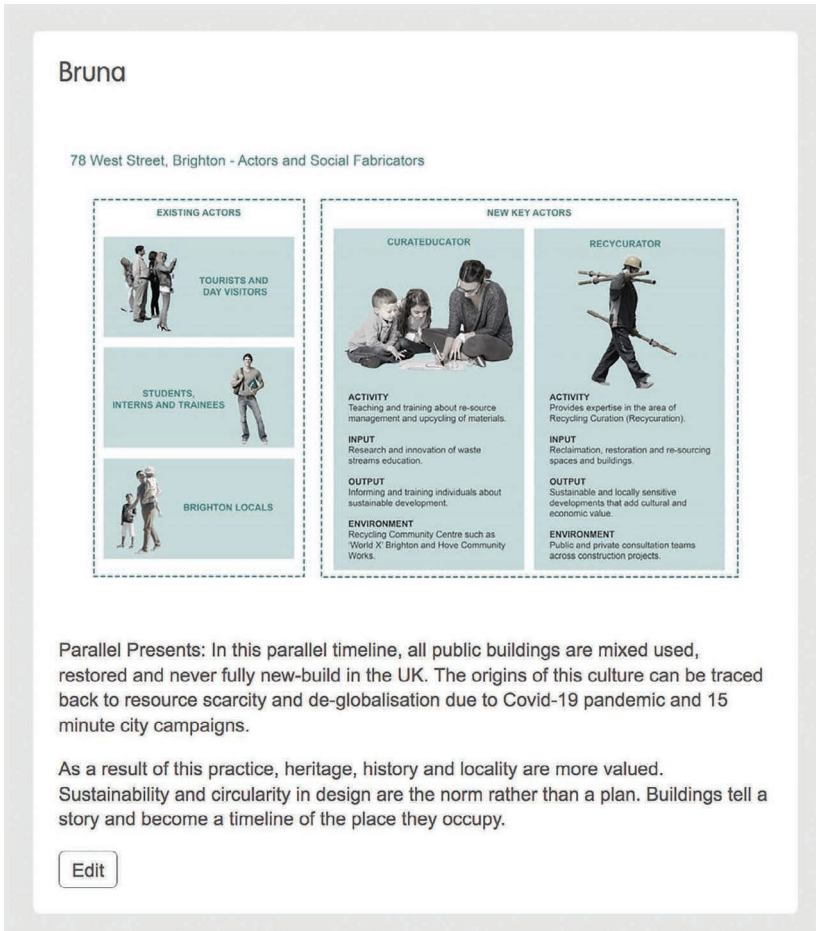 Bruna
78 West Street, Brighton - Actors and Social Fabricators
EXISTING ACTORS
TOURISTS AND
DAY VISITORS
STUDENTS,
INTERNS AND TRAINEES
BRIGHTON LOCALS
NEW KEY ACTORS
CURATEDUCATOR
ACTIVITY
Teaching and training about re-source
management and upcycling of materials.
INPUT
Research and innovation of waste
streams education.
OUTPUT
Informing and training individuals about
sustainable development.
ENVIRONMENT
Recycling Community Centre such as
'World X' Brighton and Hove Community
Works.
RECYCURATOR
ACTIVITY
Provides expertise in the area of
Recycling Curation (Recycuration).
INPUT
Reclaimation, restoration and re-sourcing
spaces and buildings.
OUTPUT
Sustainable and locally sensitive
developments that add cultural and
economic value.
ENVIRONMENT
Public and private consultation teams
across construction projects.
Parallel Presents: In this parallel timeline, all public buildings are mixed used,
restored and never fully new-build in the UK. The origins of this culture can be traced
back to resource scarcity and de-globalisation due to Covid-19 pandemic and 15
minute city campaigns.
As a result of this practice, heritage, history and locality are more valued.
Sustainability and circularity in design are the norm rather than a plan. Buildings tell a
story and become a timeline of the place they occupy.
Edit